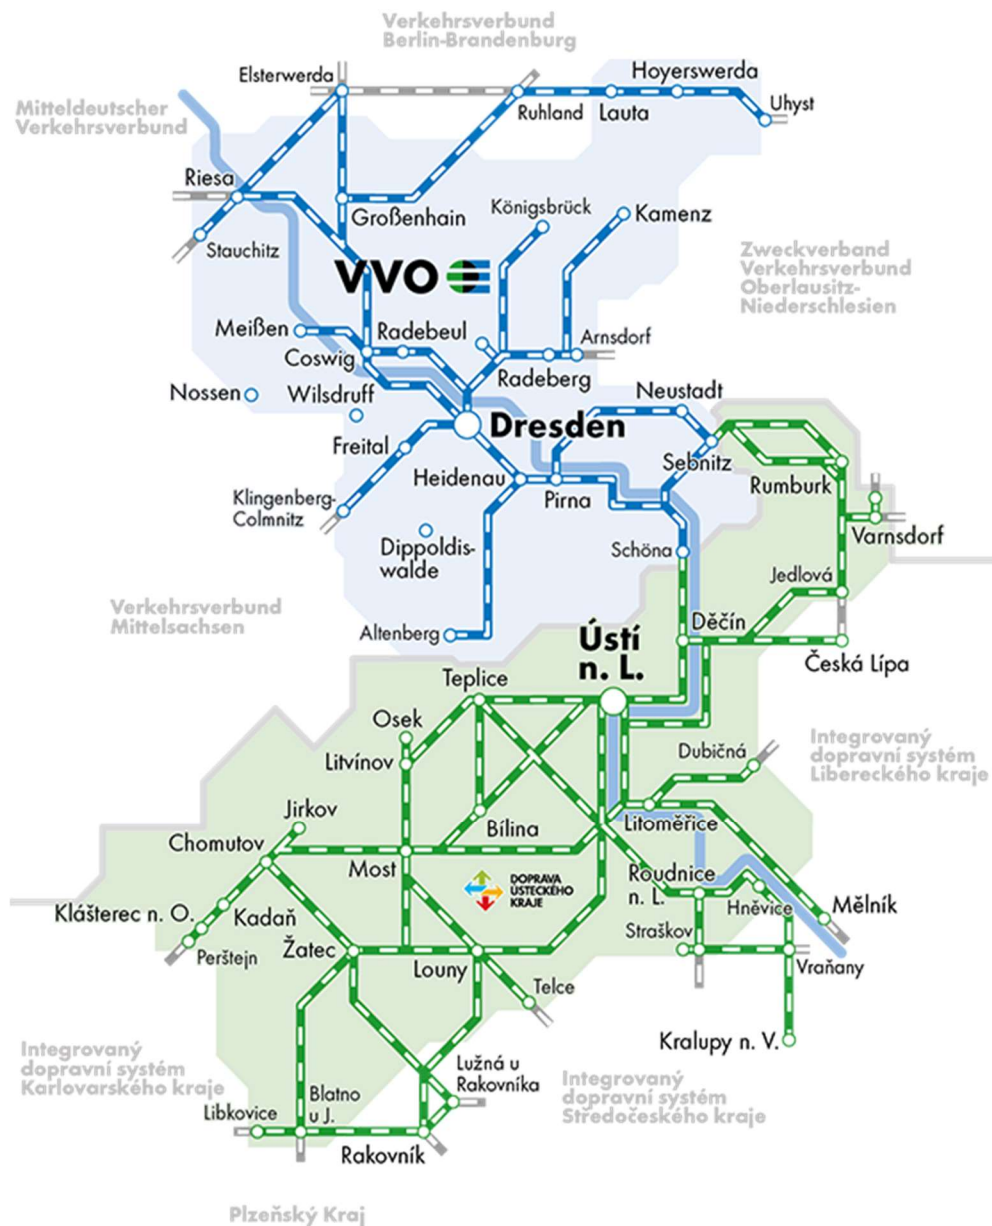 Verkehrsverbund
Berlin-Brandenburg
Elsterwerda
Hoyerswerda
Ruhland
Lauta
Uhyst
Mitteldeutscher
Verkehrsverbund
Riesa
Großenhain
Königsbrück
Kamenz
Stauchitz
VVO
Zweckverband
Verkehrsverbund
Oberlausitz-
Niederschlesien
Meißen
Radebeul
Arnsdorf
Coswig
Radeberg
Nossen
Wilsdruff
Neustadt
Dresden
Freital
Sebnitz
Heidenau
Pirna
Rumburk
Klingenberg-
Colmnitz
Varnsdorf
Dippoldis-
walde
Schöna
Jedlová
Verkehrsverbund
Mittelsachsen
Altenberg
Děčín
Ústí
n. L.
Česká Lípa
Teplice
Osek
Dubičná
Integrovaný
dopravní systém
Libereckého kraje
Litvínov
Jirkov
Bílina
Litoměřice
Chomutov
Most
DOPRAVA
ÚSTECKÉHO
KRAJE
Roudnice
n. L.
Hněvice
Mělník
Klášterec n. O.
Kadaň
Perštejn
Žatec
Louny
Straškov
Vraňany
Telce
Kralupy n. V.
Integrovaný
dopravní systém
Karlovarského kraje
Lužná u
Rakovníka
Integrovaný
dopravní systém
Středočeského kraje
Libkovice
Blatno
u J.
Rakovník
Plzeňský Kraj